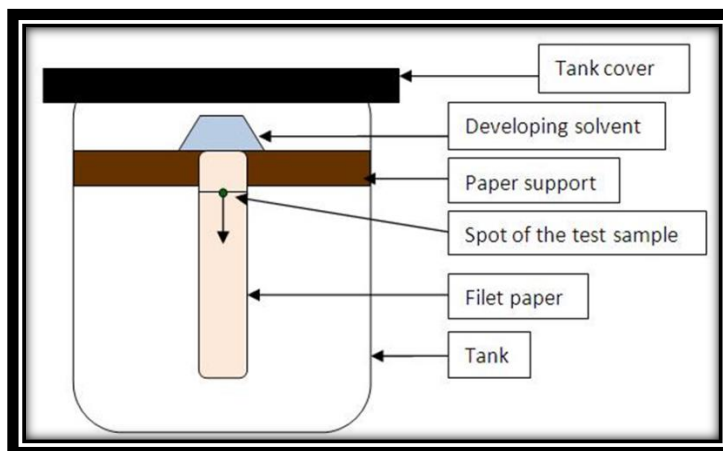 Tank cover
Developing solvent
Paper support
Spot of the test sample
Filet paper
Tank